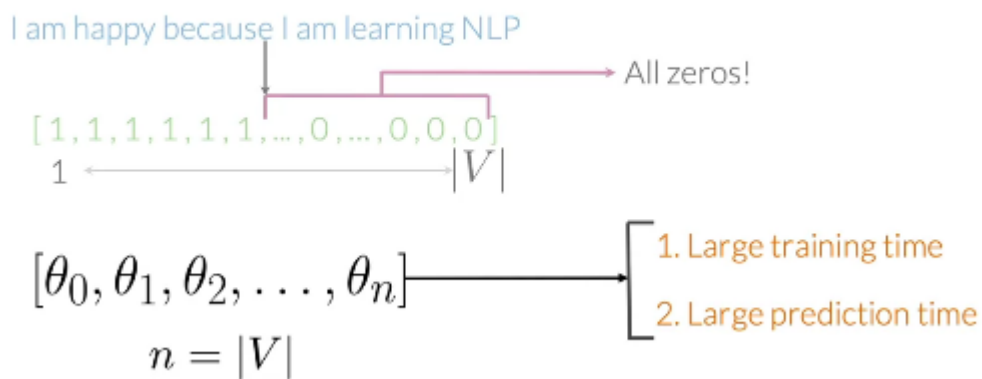 I am happy because I am learning NLP
All zeros!
[1,1,1,1,1,1,...,0,...,0,0,0]
1
|V|
[θ₀, θ₁, θ₂, . . . , θₙ]
1. Large training time
2. Large prediction time
n = |V|